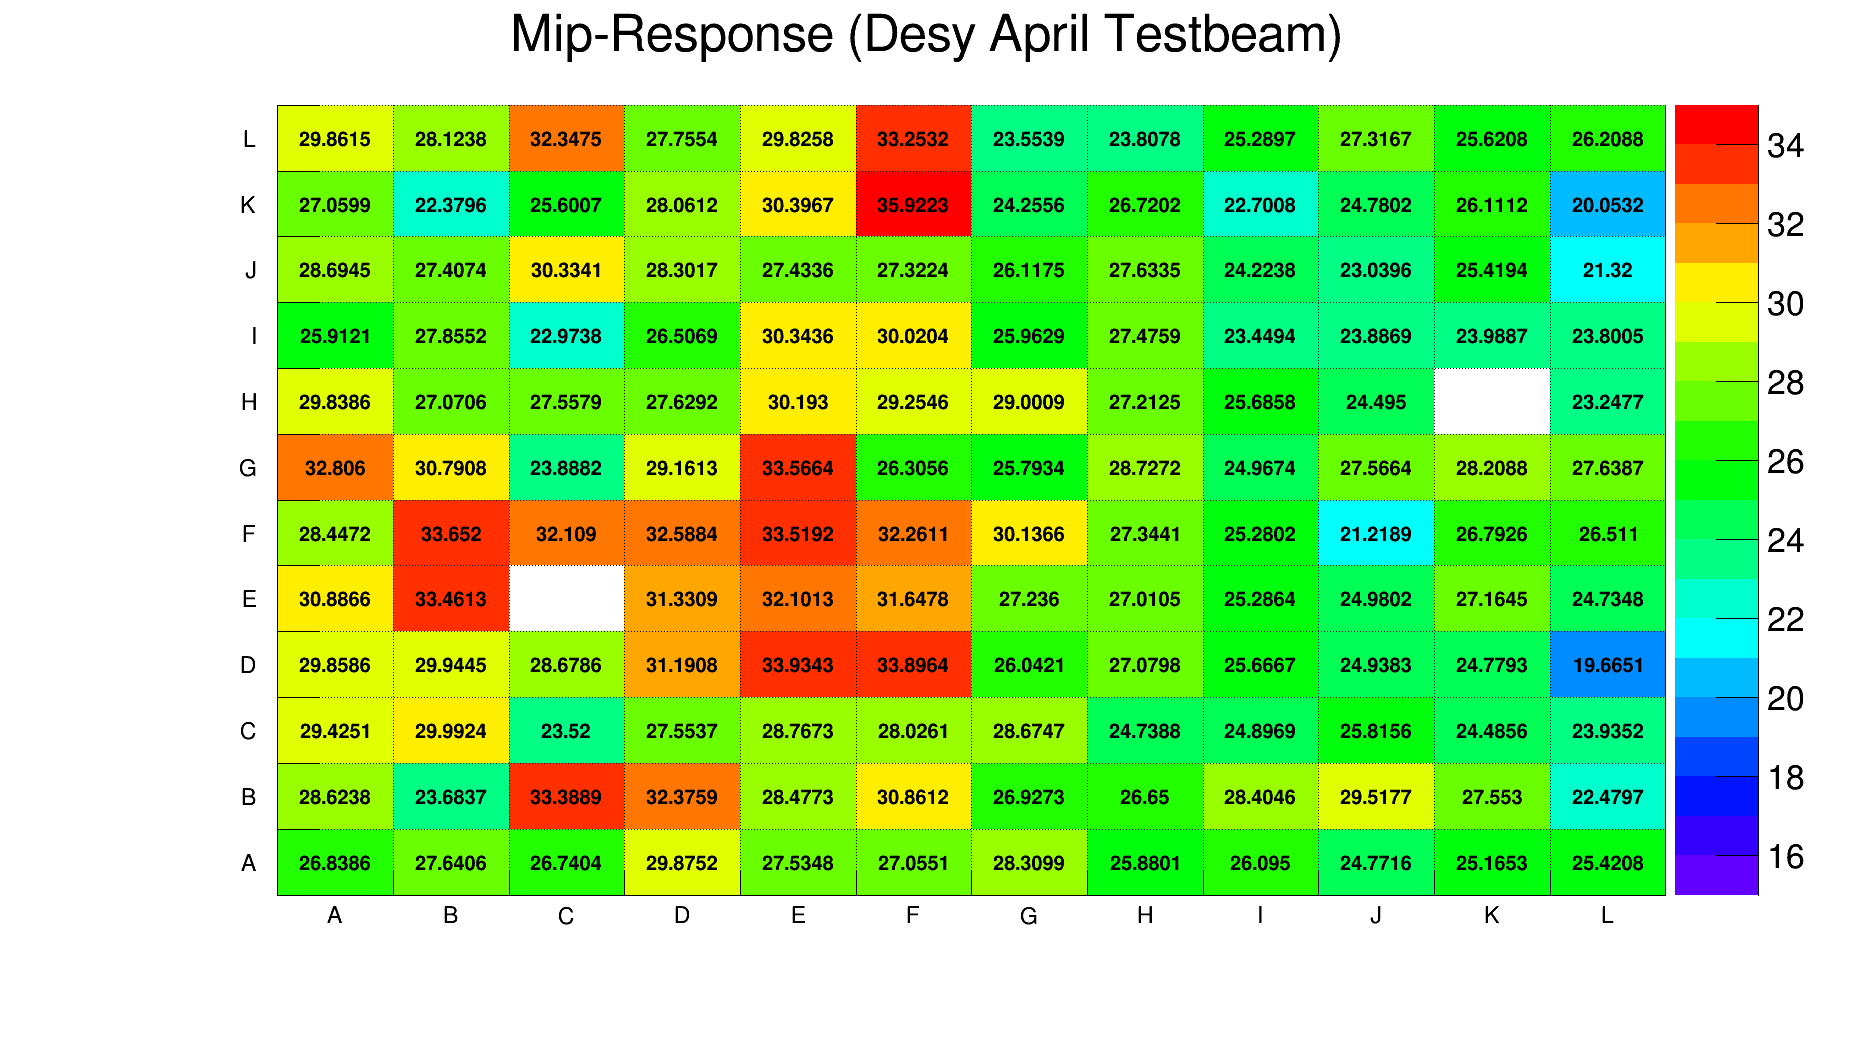 Mip-Response (Desy April Testbeam)
L 29.8615 28.1238 32.3475 27.7554 29.8258 33.2532 23.5539 23.8078 25.2897 27.3167 25.6208 26.2088 34
K 27.0599 22.3796 25.6007 28.0612 30.3967 35.9223 24.2556 26.7202 22.7008 24.7802 26.1112 20.0532 32
J 28.6945 27.4074 30.3341 28.3017 27.4336 27.3224 26.1175 27.6335 24.2238 23.0396 25.4194 21.32 30
I 25.9121 27.8552 22.9738 26.5069 30.3436 30.0204 25.9629 27.4759 23.4494 23.8869 23.9887 23.8005
H 29.8386 27.0706 27.5579 27.6292 30.193 29.2546 29.0009 27.2125 25.6858 24.495 23.2477 28
G 32.806 30.7908 23.8882 29.1613 33.5664 26.3056 25.7934 28.7272 24.9674 27.5664 28.2088 27.6387 26
F 28.4472 33.652 32.109 32.5884 33.5192 32.2611 30.1366 27.3441 25.2802 21.2189 26.7926 26.511 24
E 30.8866 33.4613 31.3309 32.1013 31.6478 27.236 27.0105 25.2864 24.9802 27.1645 24.7348 22
D 29.8586 29.9445 28.6786 31.1908 33.9343 33.8964 26.0421 27.0798 25.6667 24.9383 24.7793 19.6651 20
C 29.4251 29.9924 23.52 27.5537 28.7673 28.0261 28.6747 24.7388 24.8969 25.8156 24.4856 23.9352
B 28.6238 23.6837 33.3889 32.3759 28.4773 30.8612 26.9273 26.65 28.4046 29.5177 27.553 22.4797 18
A 26.8386 27.6406 26.7404 29.8752 27.5348 27.0551 28.3099 25.8801 26.095 24.7716 25.1653 25.4208 16
A B C D E F G H I J K L